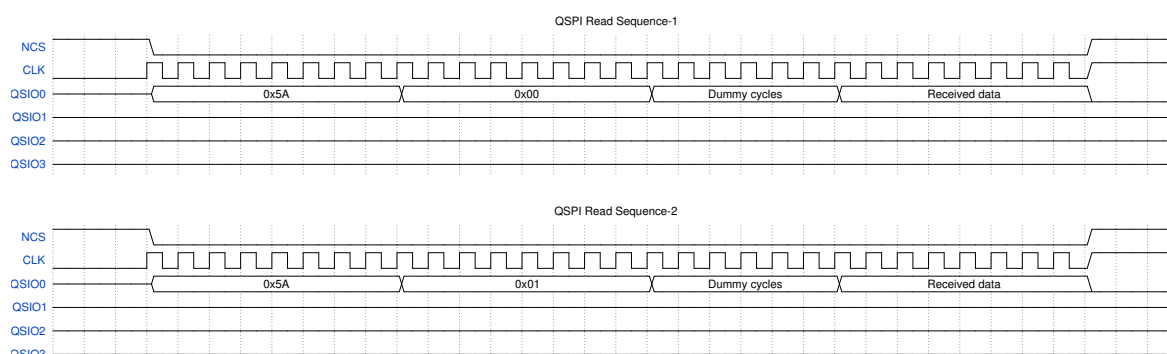 QSPI Read Sequence-1
NCS
CLK
QSIO0 0x5A 0x00 Dummy cycles Received data
QSIO1
QSIO2
QSIO3
QSPI Read Sequence-2
NCS
CLK
QSIO0 0x5A 0x01 Dummy cycles Received data
QSIO1
QSIO2
QSIO3